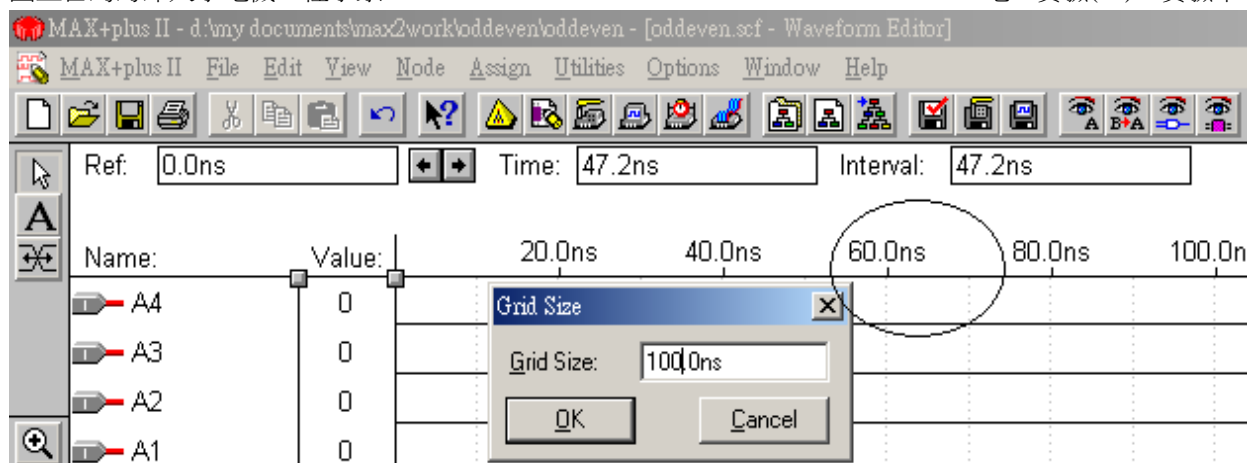 MAX+plus II - d:\my documents\max2work\oddeven\oddeven - [oddeven.scf - Waveform Editor]
MAX+plus II File Edit View Node Assign Utilities Options Window Help
Ref: 0.0ns Time: 47.2ns Interval: 47.2ns
Name: Value: 20.0ns 40.0ns 60.0ns 80.0ns 100.0n
A4 0
Grid Size
A3 0
Grid Size: 100.0ns
A2 0
OK Cancel
A1 0